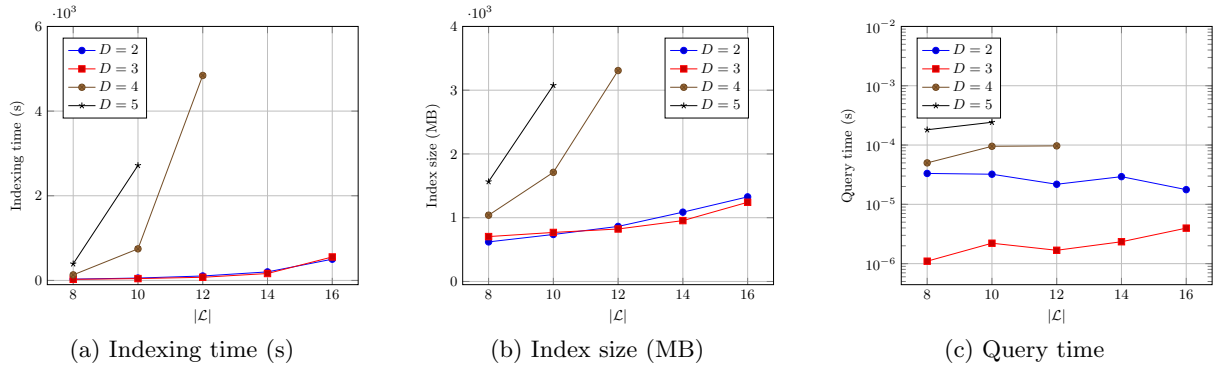 ·10³
6
4
2
0
8
10
12
14
16
Indexing time (s)
|ℒ|
D = 2
D = 3
D = 4
D = 5
(a) Indexing time (s)
·10³
4
3
2
1
0
8
10
12
14
16
Index size (MB)
|ℒ|
D = 2
D = 3
D = 4
D = 5
(b) Index size (MB)
10⁻²
10⁻³
10⁻⁴
10⁻⁵
10⁻⁶
8
10
12
14
16
Query time (s)
|ℒ|
D = 2
D = 3
D = 4
D = 5
(c) Query time